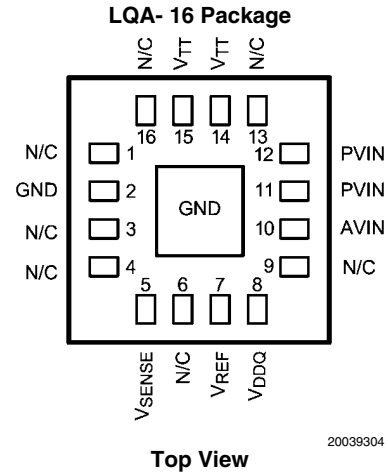 LQA- 16 Package
N/C
VTT
VTT
N/C
16
15
14
13
N/C
1
12
PVIN
GND
2
11
PVIN
GND
N/C
3
10
AVIN
N/C
4
9
N/C
5
6
7
8
VSENSE
N/C
VREF
VDDQ
20039304
Top View